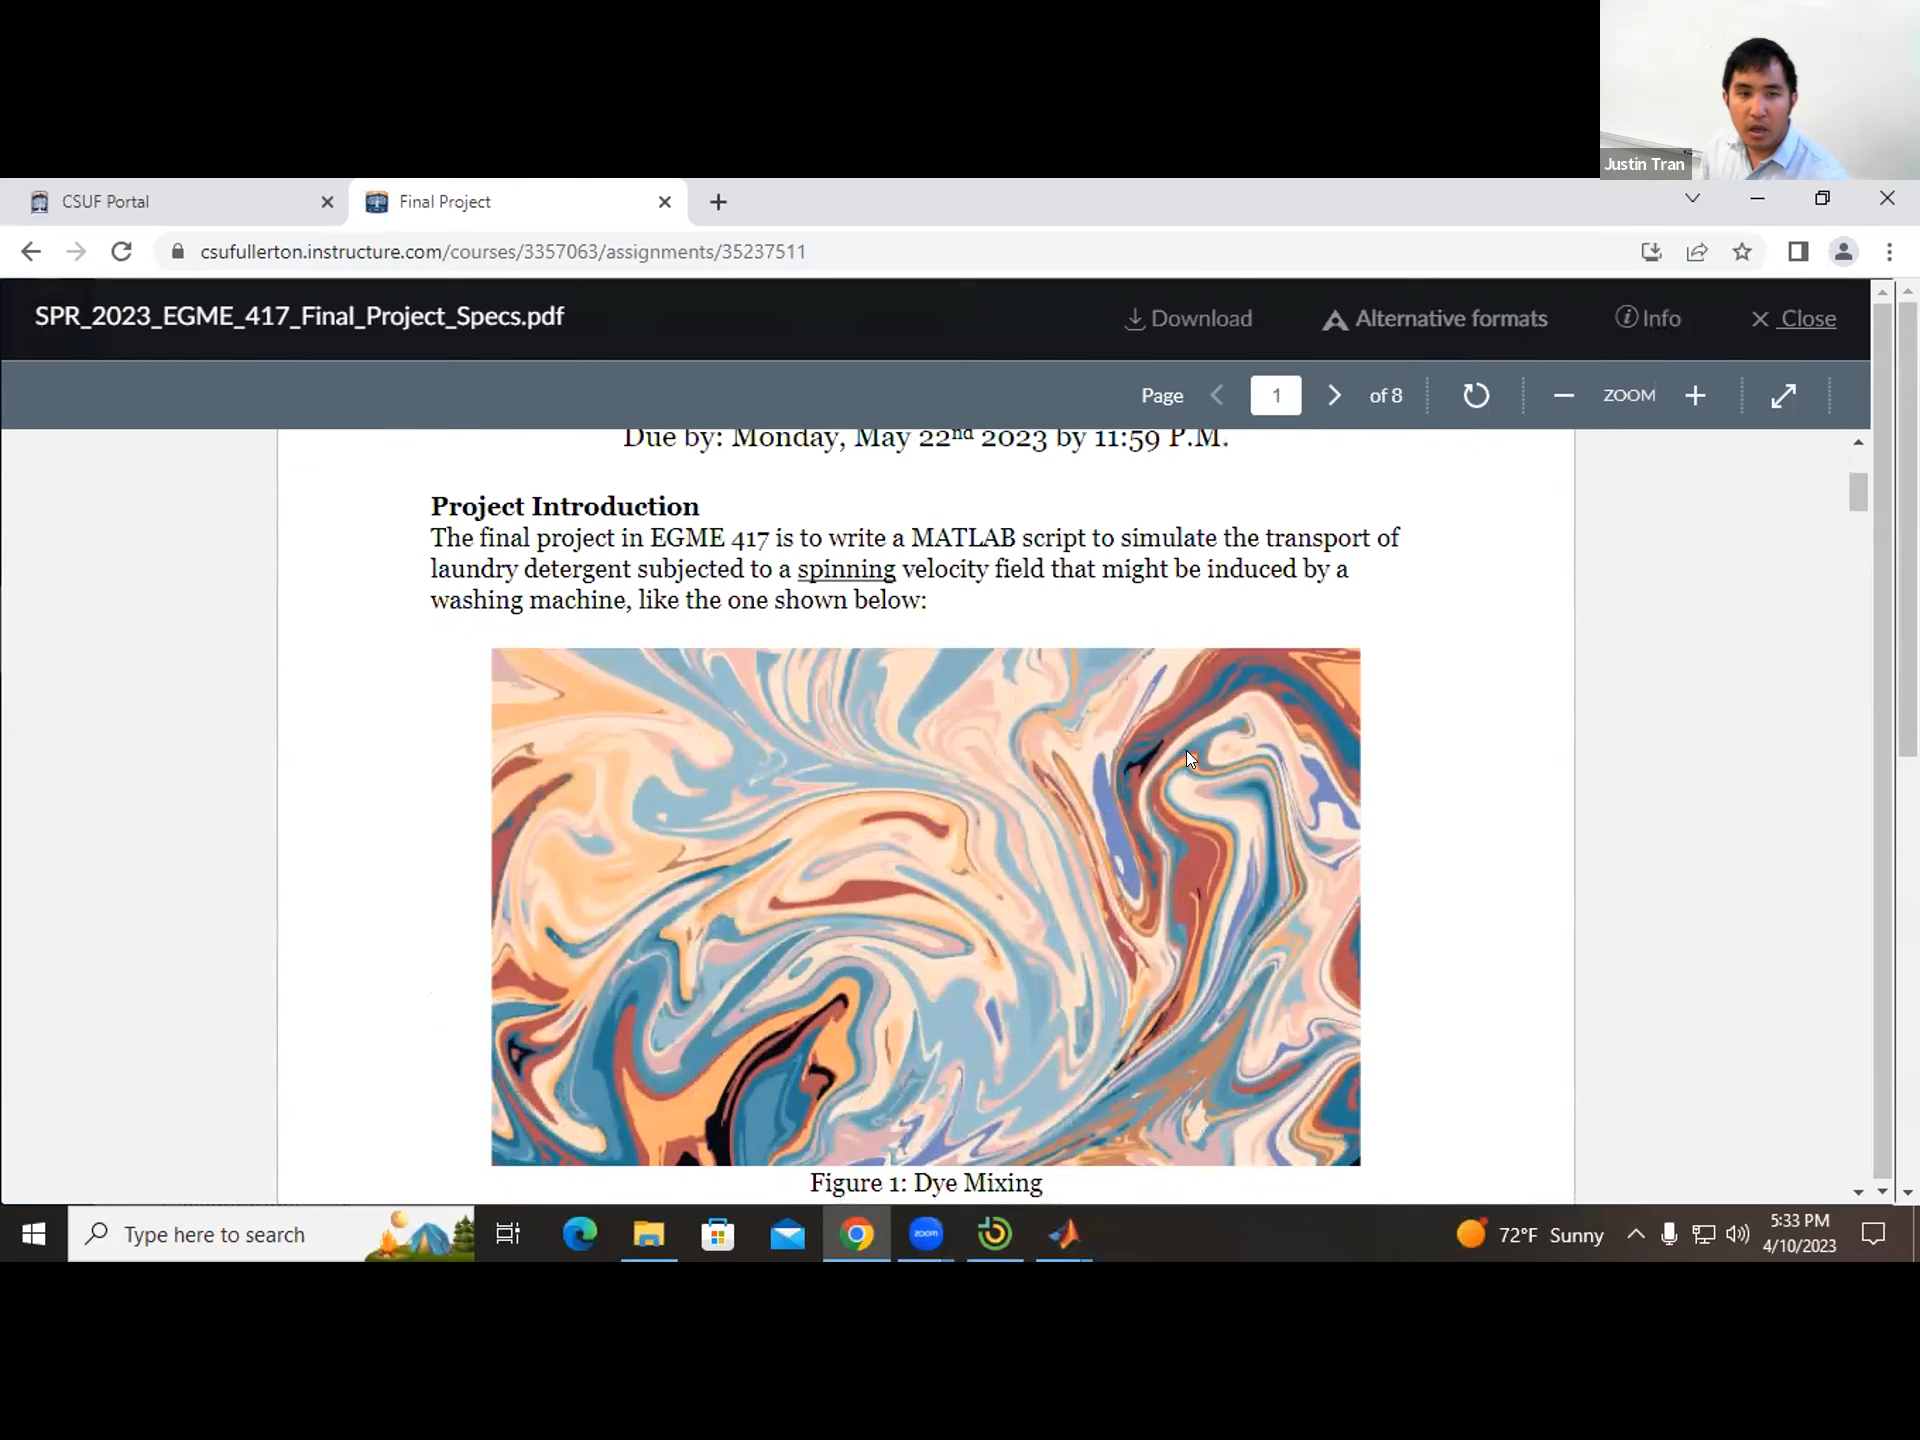 Justin Tran
CSUF Portal
Final Project
csufullerton.instructure.com/courses/3357063/assignments/35237511
SPR_2023_EGME_417_Final_Project_Specs.pdf
Download
Alternative formats
Info
Close
Page
1
of 8
ZOOM
Due by: Monday, May 22nd 2023 by 11:59 P.M.
Project Introduction
The final project in EGME 417 is to write a MATLAB script to simulate the transport of
laundry detergent subjected to a spinning velocity field that might be induced by a
washing machine, like the one shown below:
Figure 1: Dye Mixing
Type here to search
zoom
72°F Sunny
5:33 PM
4/10/2023